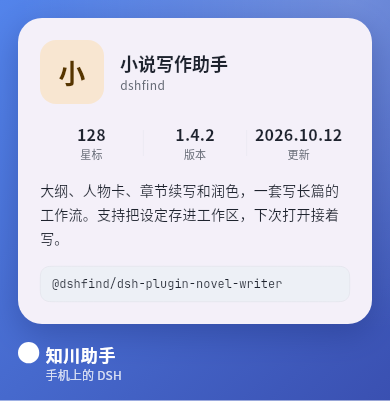 小
小说写作助手
dshfind
128
星标
1.4.2
版本
2026.10.12
更新
大纲、人物卡、章节续写和润色，一套写长篇的
工作流。支持把设定存进工作区，下次打开接着
写。
@dshfind/dsh-plugin-novel-writer
知川助手
手机上的 DSH